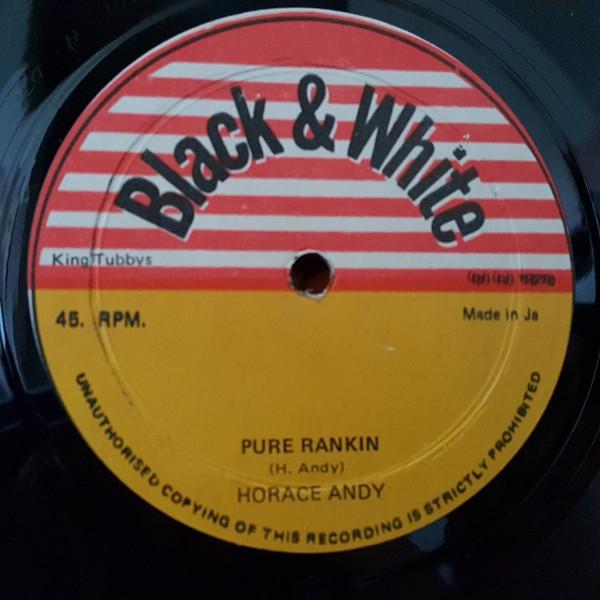 Black & White
King Tubbys
45. RPM.
Made in Ja
PURE RANKIN
(H. Andy)
HORACE ANDY
UNAUTHORISED COPYING OF THIS RECORDING IS STRICTLY PROHIBITED